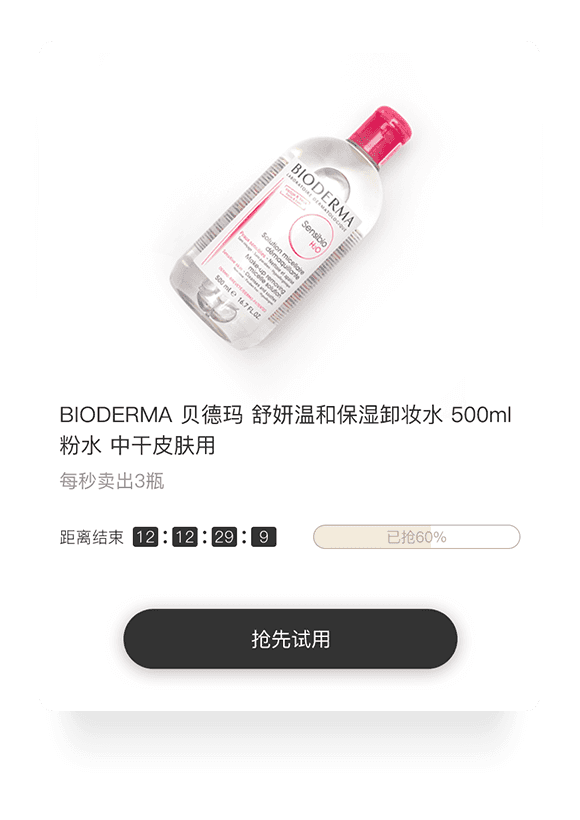 BIODERMA
LABORATOIRE DERMATOLOGIQUE
Sensibio
H₂O
Solution micellaire
démaquillante
Make-up removing
micelle solution
500 ml e 16.7 FL.OZ.
BIODERMA 贝德玛 舒妍温和保湿卸妆水 500ml
粉水 中干皮肤用
每秒卖出3瓶
距离结束 12:12:29:9 已抢60%
抢先试用